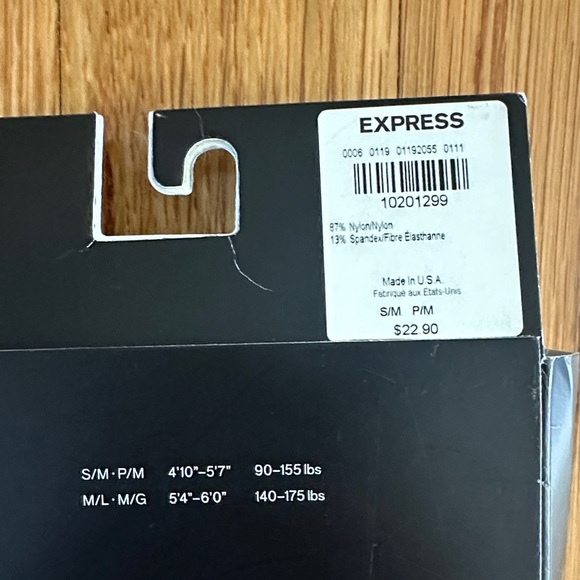 EXPRESS
0006 0119 01192055 0111
10201299
87% Nylon/Nylon
13% Spandex/Fibre Elasthanne
Made In U.S.A.
Fabriqué aux États-Unis
S/M P/M
$22.90
S/M · P/M 4'10"–5'7" 90–155 lbs
M/L · M/G 5'4"–6'0" 140–175 lbs